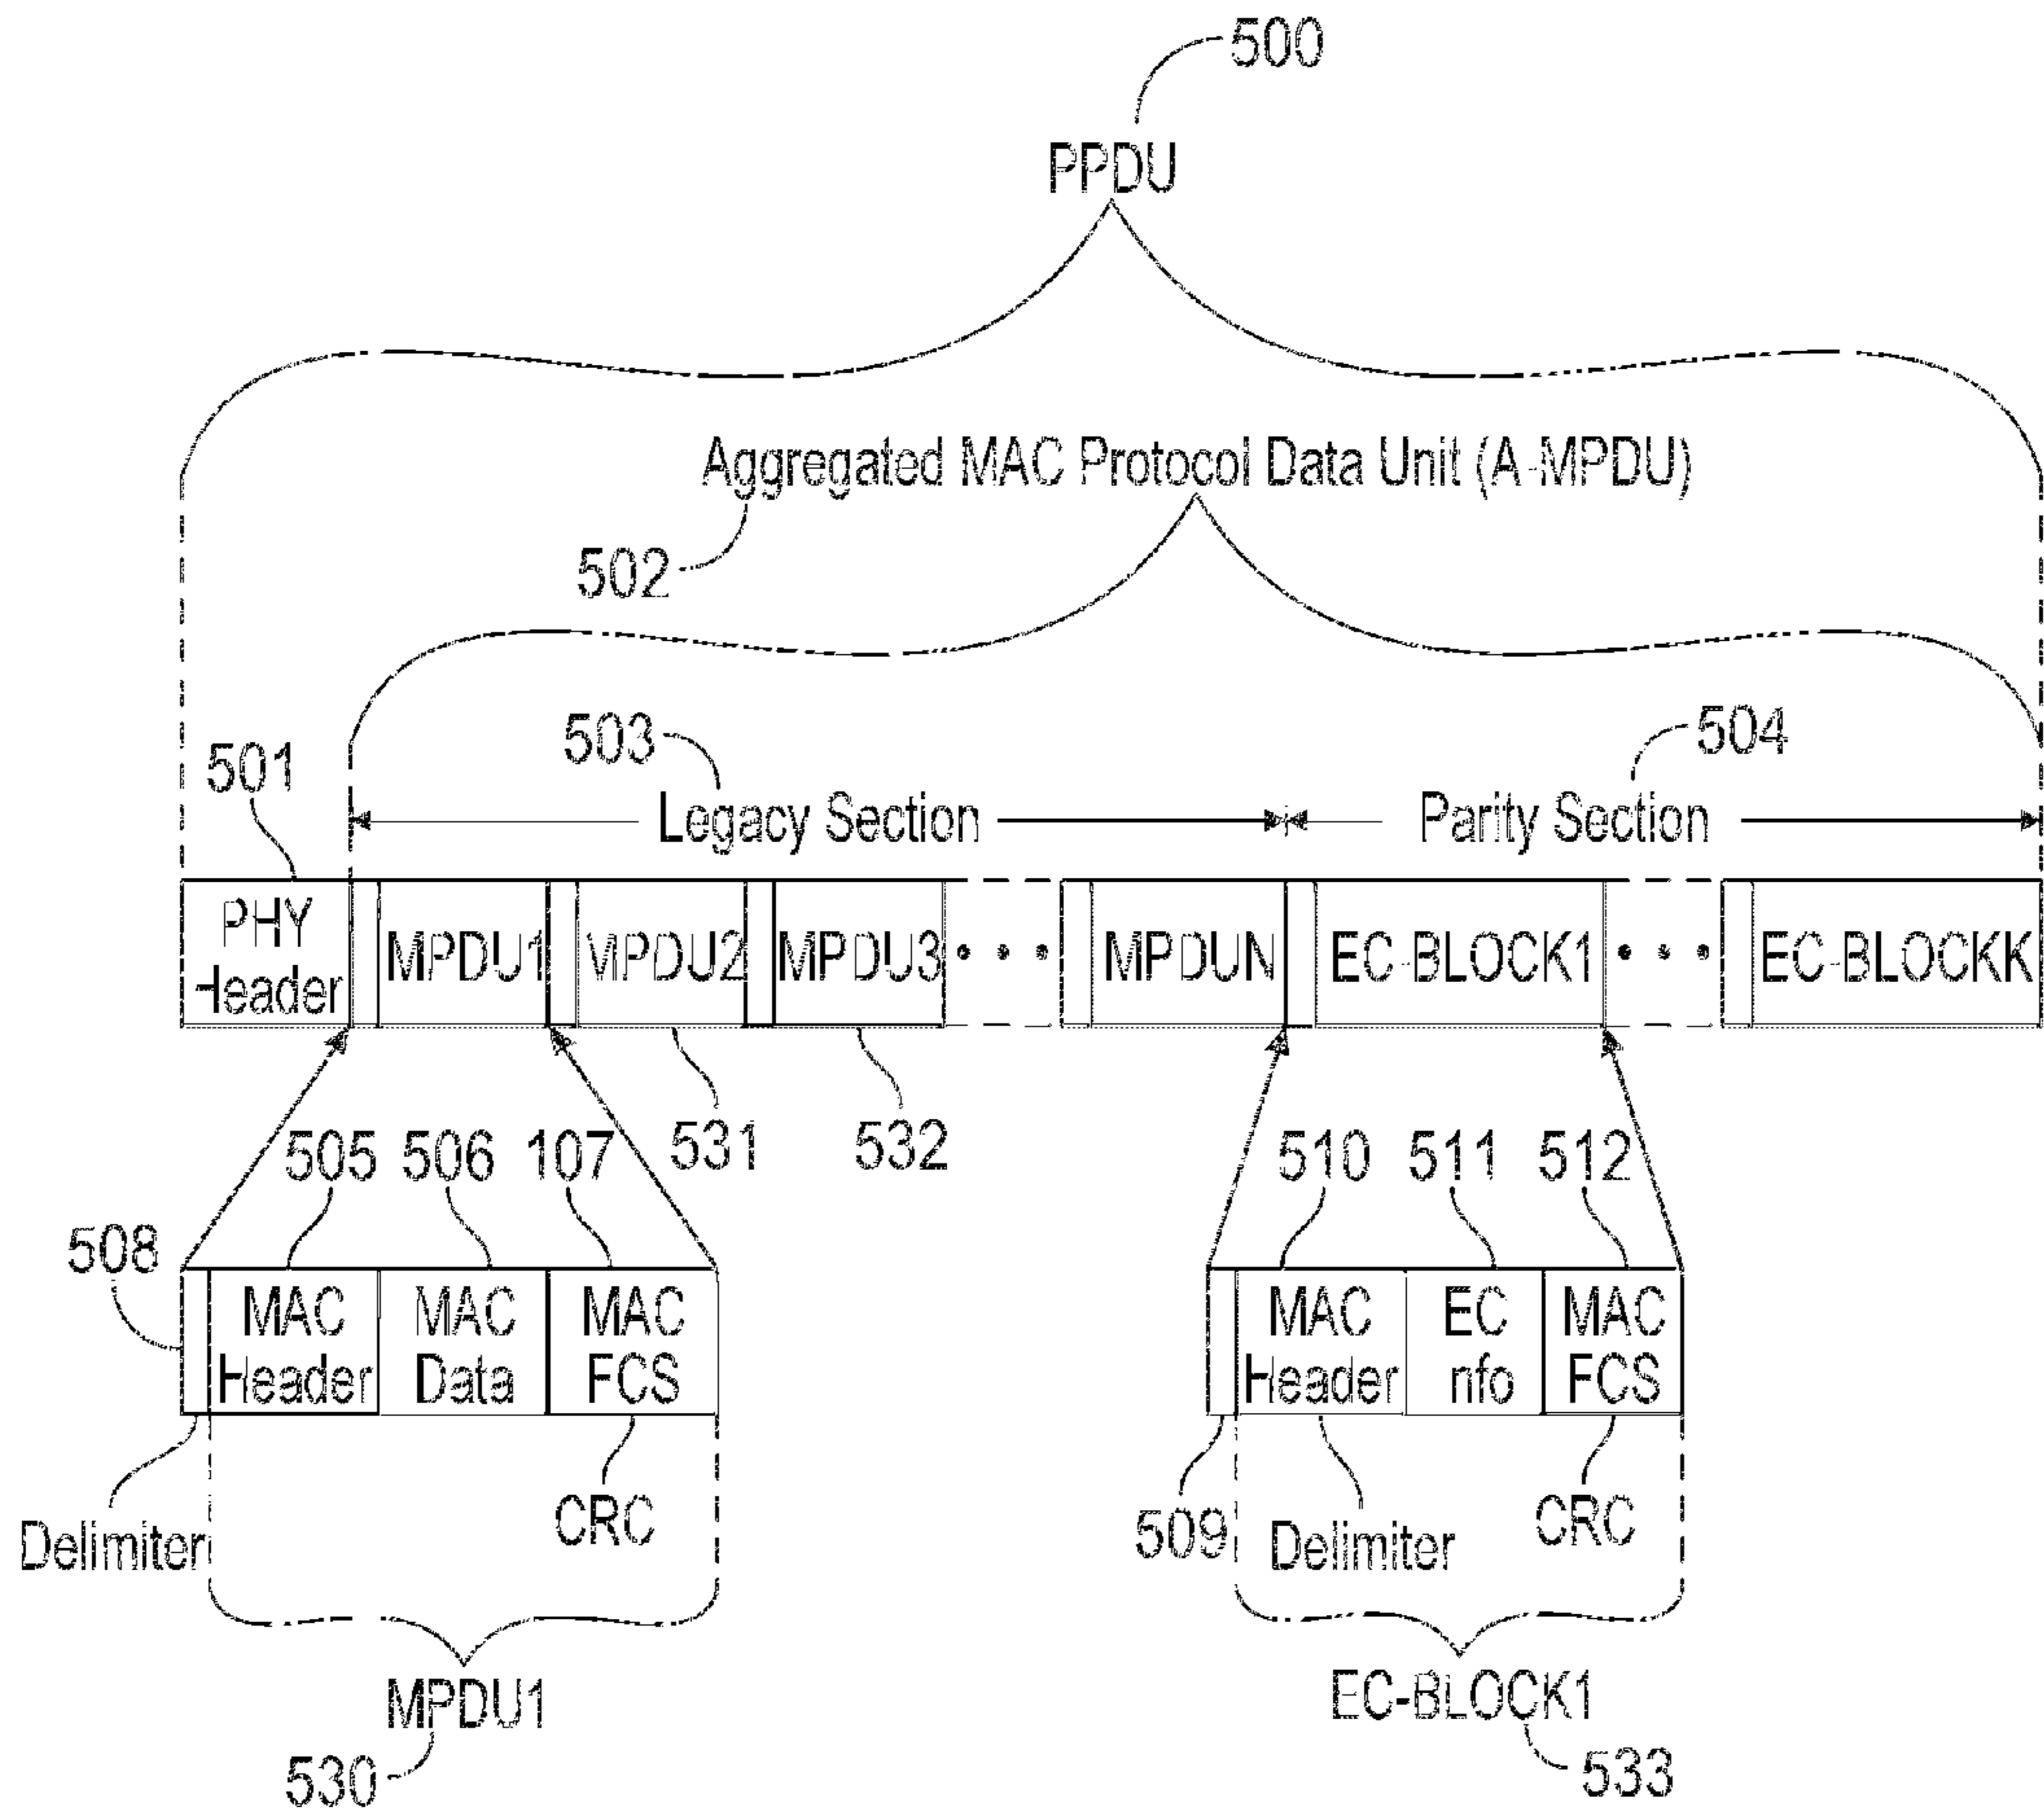 500
PPDU
Aggregated MAC Protocol Data Unit (A-MPDU)
502
503
504
501
Legacy Section
Parity Section
PHY
Header
MPDU1
MPDU2
MPDU3
MPDUN
EC-BLOCK1
EC-BLOCKK
505
506
107
531
532
510
511
512
508
MAC
Header
MAC
Data
MAC
FCS
MAC
Header
EC
nfo
MAC
FCS
Delimiter
CRC
509
Delimiter
CRC
MPDU1
EC-BLOCK1
530
533